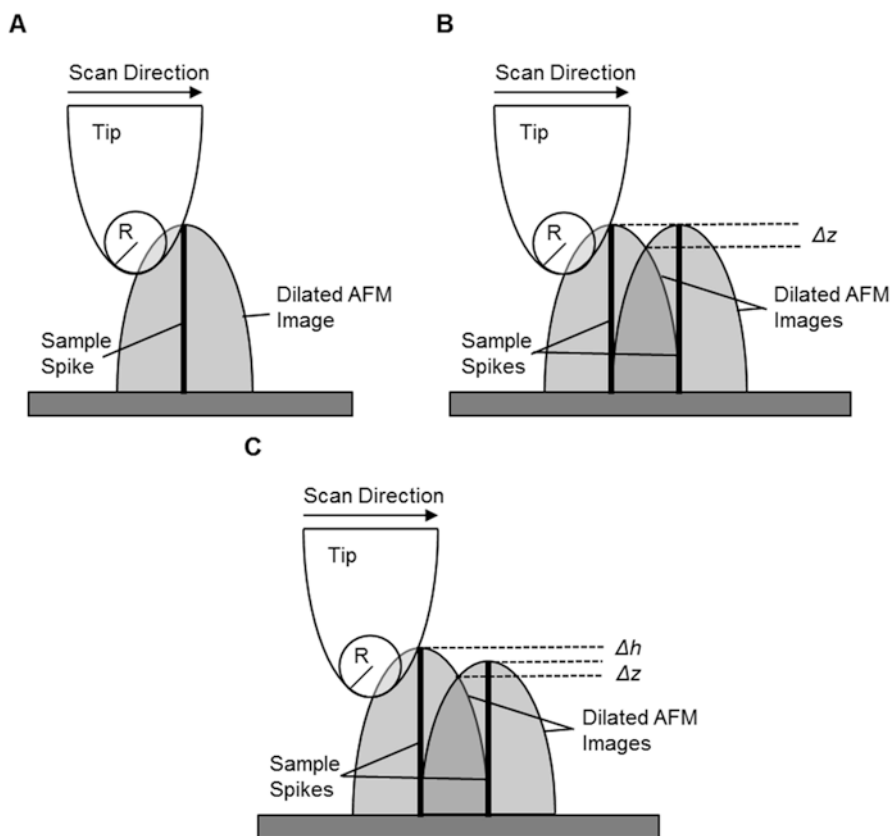 A
Scan Direction
Tip
R
Dilated AFM
Image
Sample
Spike
B
Scan Direction
Tip
R
Δz
Dilated AFM
Images
Sample
Spikes
C
Scan Direction
Tip
R
Δh
Δz
Dilated AFM
Images
Sample
Spikes